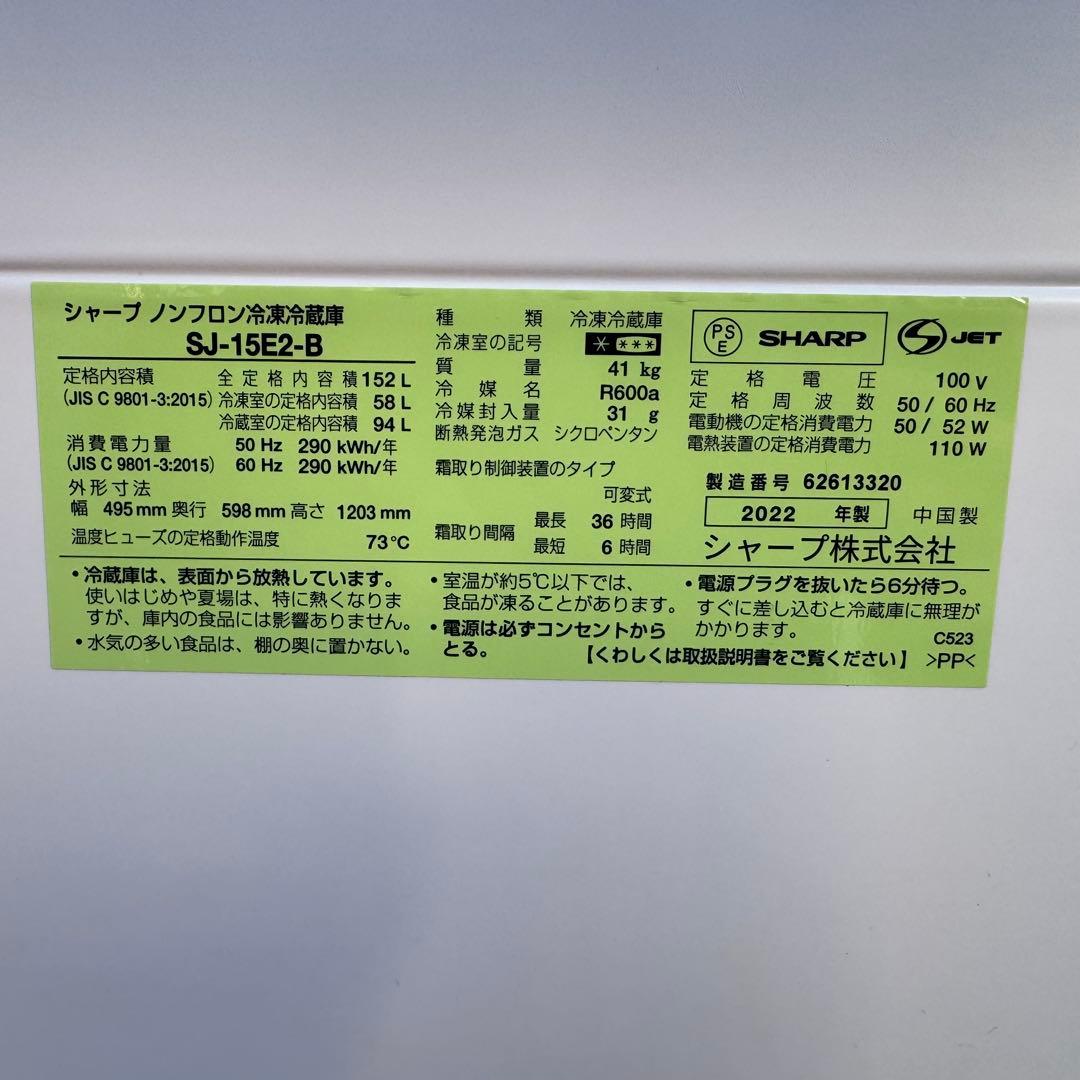 シャープ ノンフロン冷凍冷蔵庫
SJ-15E2-B
定格内容積 全定格内容積 152 L
(JIS C 9801-3:2015) 冷凍室の定格内容積 58 L
冷蔵室の定格内容積 94 L
消費電力量 50 Hz 290 kWh/年
(JIS C 9801-3:2015) 60 Hz 290 kWh/年
外形寸法
幅 495 mm 奥行 598 mm 高さ 1203 mm
温度ヒューズの定格動作温度 73℃
種類 冷凍冷蔵庫
冷凍室の記号 * ***
質量 41 kg
冷媒名 R600a
冷媒封入量 31 g
断熱発泡ガス シクロペンタン
霜取り制御装置のタイプ
可変式
霜取り間隔 最長 36 時間
最短 6 時間
PSE SHARP JET
定格電圧 100 V
定格周波数 50 / 60 Hz
電動機の定格消費電力 50 / 52 W
電熱装置の定格消費電力 110 W
製造番号 62613320
2022 年製 中国製
シャープ株式会社
・冷蔵庫は、表面から放熱しています。
使いはじめや夏場は、特に熱くなりま
すが、庫内の食品には影響ありません。
・水気の多い食品は、棚の奥に置かない。
・室温が約5℃以下では、
食品が凍ることがあります。
・電源は必ずコンセントから
とる。
・電源プラグを抜いたら6分待つ。
すぐに差し込むと冷蔵庫に無理が
かかります。
C523
【くわしくは取扱説明書をご覧ください】 >PP<